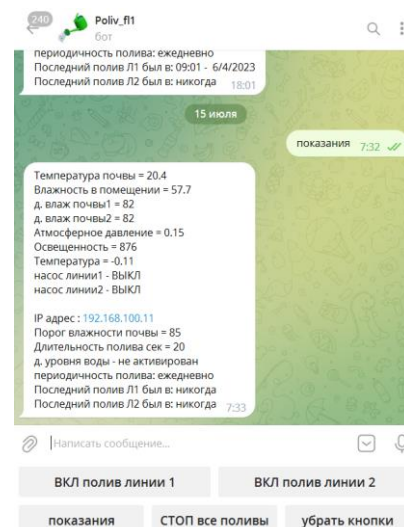 240
Poliv_fl1
бот
периодичность полива: ежедневно
Последний полив Л1 был в: 09:01 - 6/4/2023
Последний полив Л2 был в: никогда 18:01
15 июля
показания 7:32
Температура почвы = 20.4
Влажность в помещении = 57.7
д. влаж почвы1 = 82
д. влаж почвы2 = 82
Атмосферное давление = 0.15
Освещенность = 876
Температура = -0.11
насос линии1 - ВЫКЛ
насос линии2 - ВЫКЛ
IP адрес : 192.168.100.11
Порог влажности почвы = 85
Длительность полива сек = 20
д. уровня воды - не активирован
периодичность полива: ежедневно
Последний полив Л1 был в: никогда
Последний полив Л2 был в: никогда 7:33
Написать сообщение...
ВКЛ полив линии 1 ВКЛ полив линии 2
показания СТОП все поливы убрать кнопки